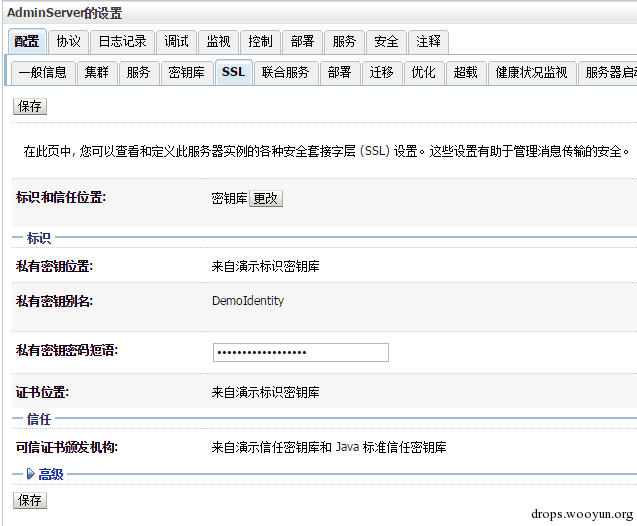 AdminServer的设置
配置 协议 日志记录 调试 监视 控制 部署 服务 安全 注释
一般信息 集群 服务 密钥库 SSL 联合服务 部署 迁移 优化 超载 健康状况监视 服务器启动
保存
在此页中, 您可以查看和定义此服务器实例的各种安全套接字层 (SSL) 设置。这些设置有助于管理消息传输的安全。
标识和信任位置: 密钥库 更改
标识
私有密钥位置: 来自演示标识密钥库
私有密钥别名: DemoIdentity
私有密钥密码短语: ••••••••••••••••••
证书位置: 来自演示标识密钥库
信任
可信证书颁发机构: 来自演示信任密钥库和 Java 标准信任密钥库
高级
保存
drops.wooyun.org